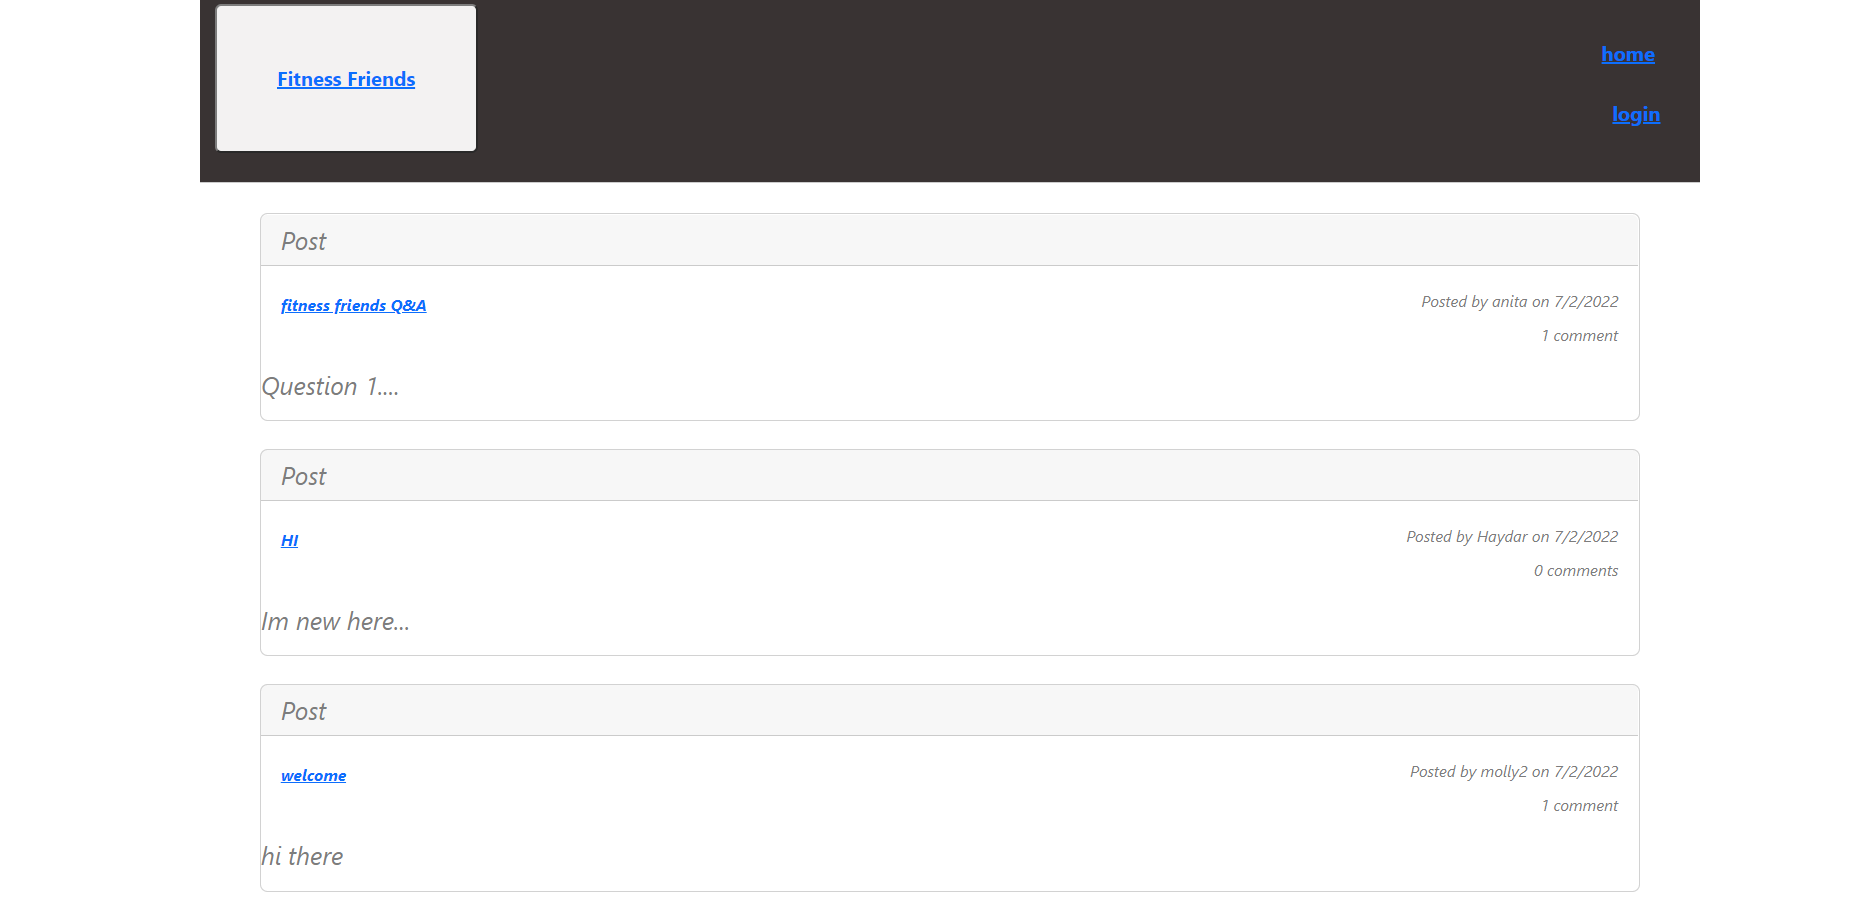 Fitness Friends
home
login
Post
fitness friends Q&A
Posted by anita on 7/2/2022
1 comment
Question 1....
Post
HI
Posted by Haydar on 7/2/2022
0 comments
Im new here...
Post
welcome
Posted by molly2 on 7/2/2022
1 comment
hi there